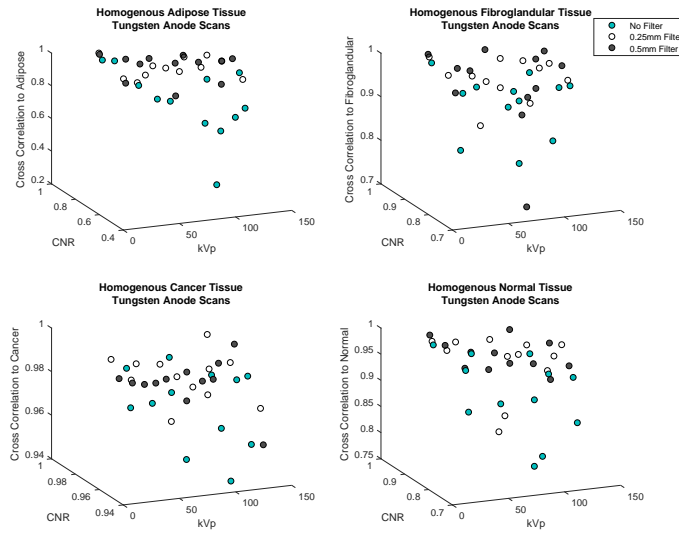 Homogenous Adipose Tissue
Tungsten Anode Scans
Cross Correlation to Adipose
1
0.8
0.6
0.4
0.2
1
0.8
0.6
0.4
CNR
0
50
100
150
kVp
Homogenous Fibroglandular Tissue
Tungsten Anode Scans
No Filter
0.25mm Filte
0.5mm Filter
Cross Correlation to Fibroglandular
1
0.9
0.8
0.7
1
0.9
0.8
0.7
CNR
0
50
100
150
kVp
Homogenous Cancer Tissue
Tungsten Anode Scans
Cross Correlation to Cancer
1
0.98
0.96
0.94
1
0.98
0.96
0.94
CNR
0
50
100
150
kVp
Homogenous Normal Tissue
Tungsten Anode Scans
Cross Correlation to Normal
1
0.95
0.9
0.85
0.8
0.75
1
0.9
0.8
0.7
CNR
0
50
100
150
kVp